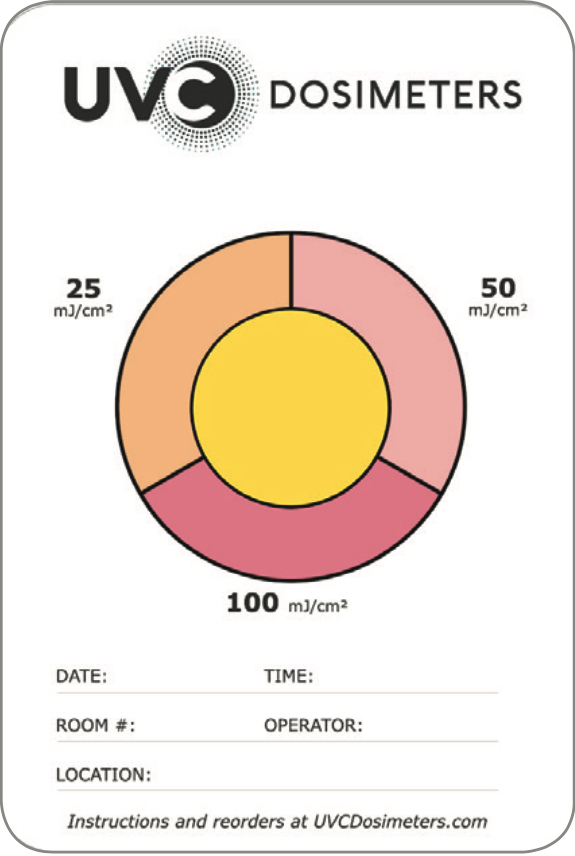 UVC DOSIMETERS
25
mJ/cm²
50
mJ/cm²
100 mJ/cm²
DATE:
TIME:
ROOM #:
OPERATOR:
LOCATION:
Instructions and reorders at UVCDosimeters.com